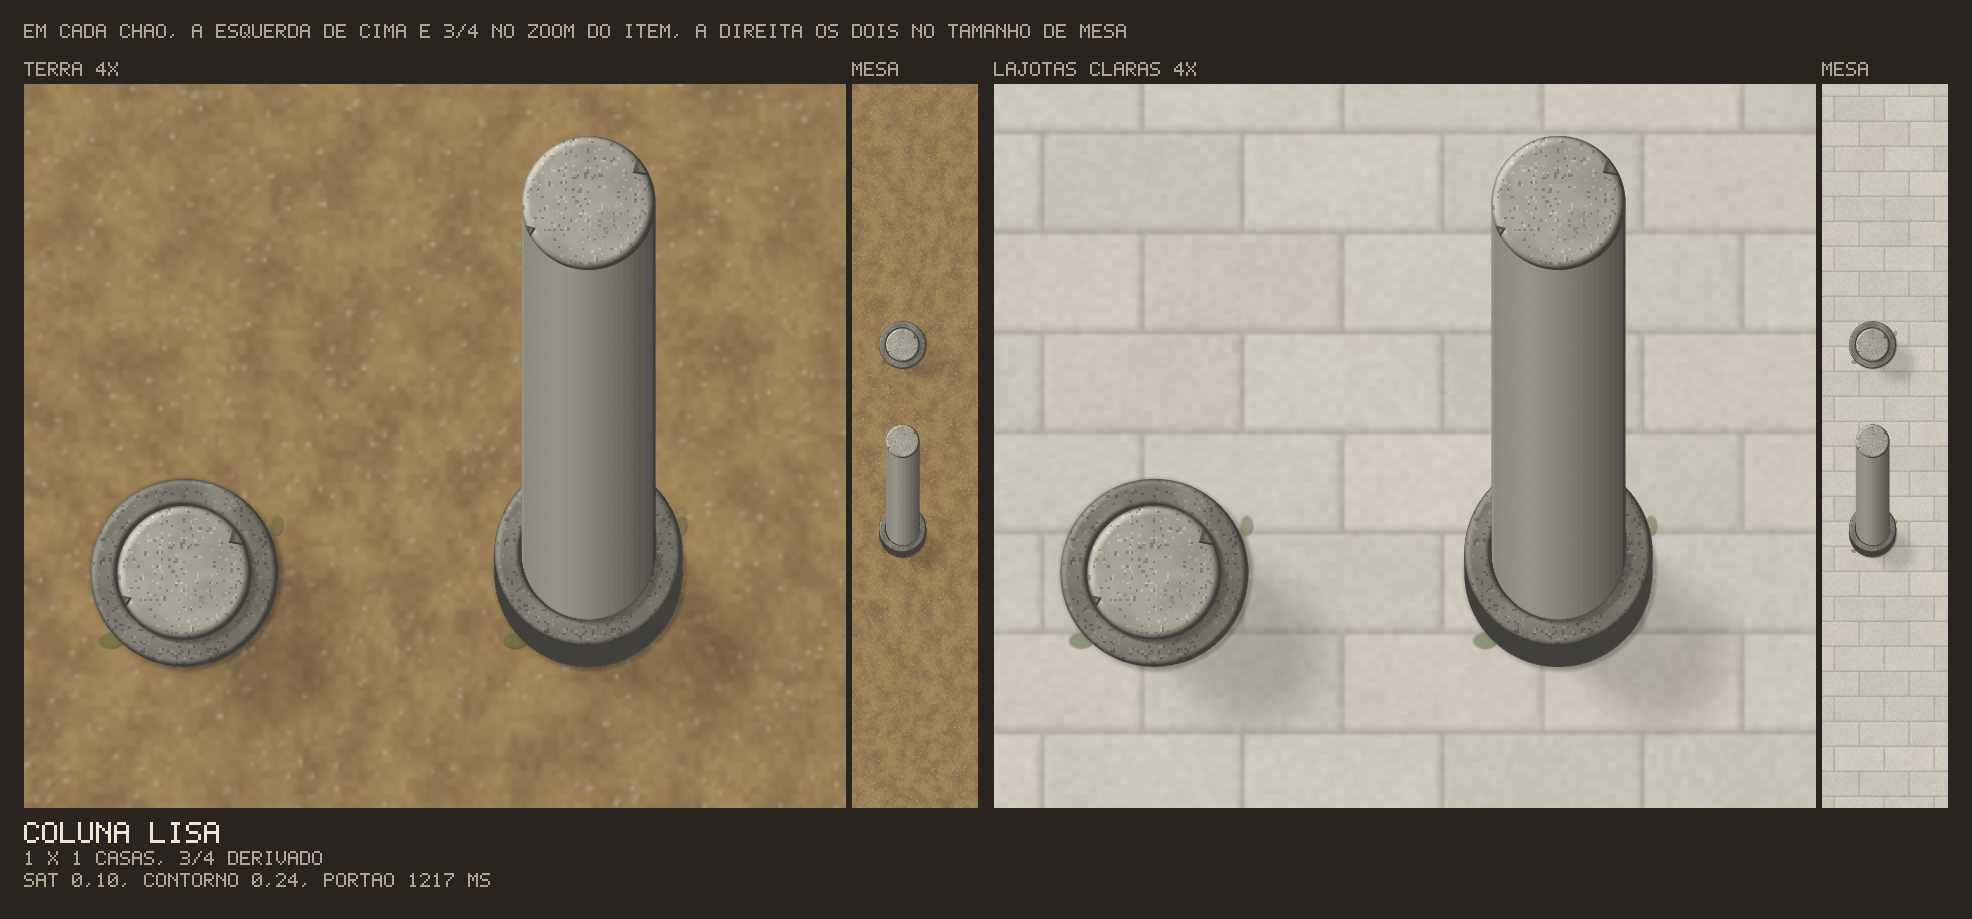 EM CADA CHAO, A ESQUERDA DE CIMA E 3/4 NO ZOOM DO ITEM, A DIREITA OS DOIS NO TAMANHO DE MESA
TERRA 4X
MESA
LAJOTAS CLARAS 4X
MESA
COLUNA LISA
1 X 1 CASAS, 3/4 DERIVADO
SAT 0,10, CONTORNO 0,24, PORTAO 1217 MS